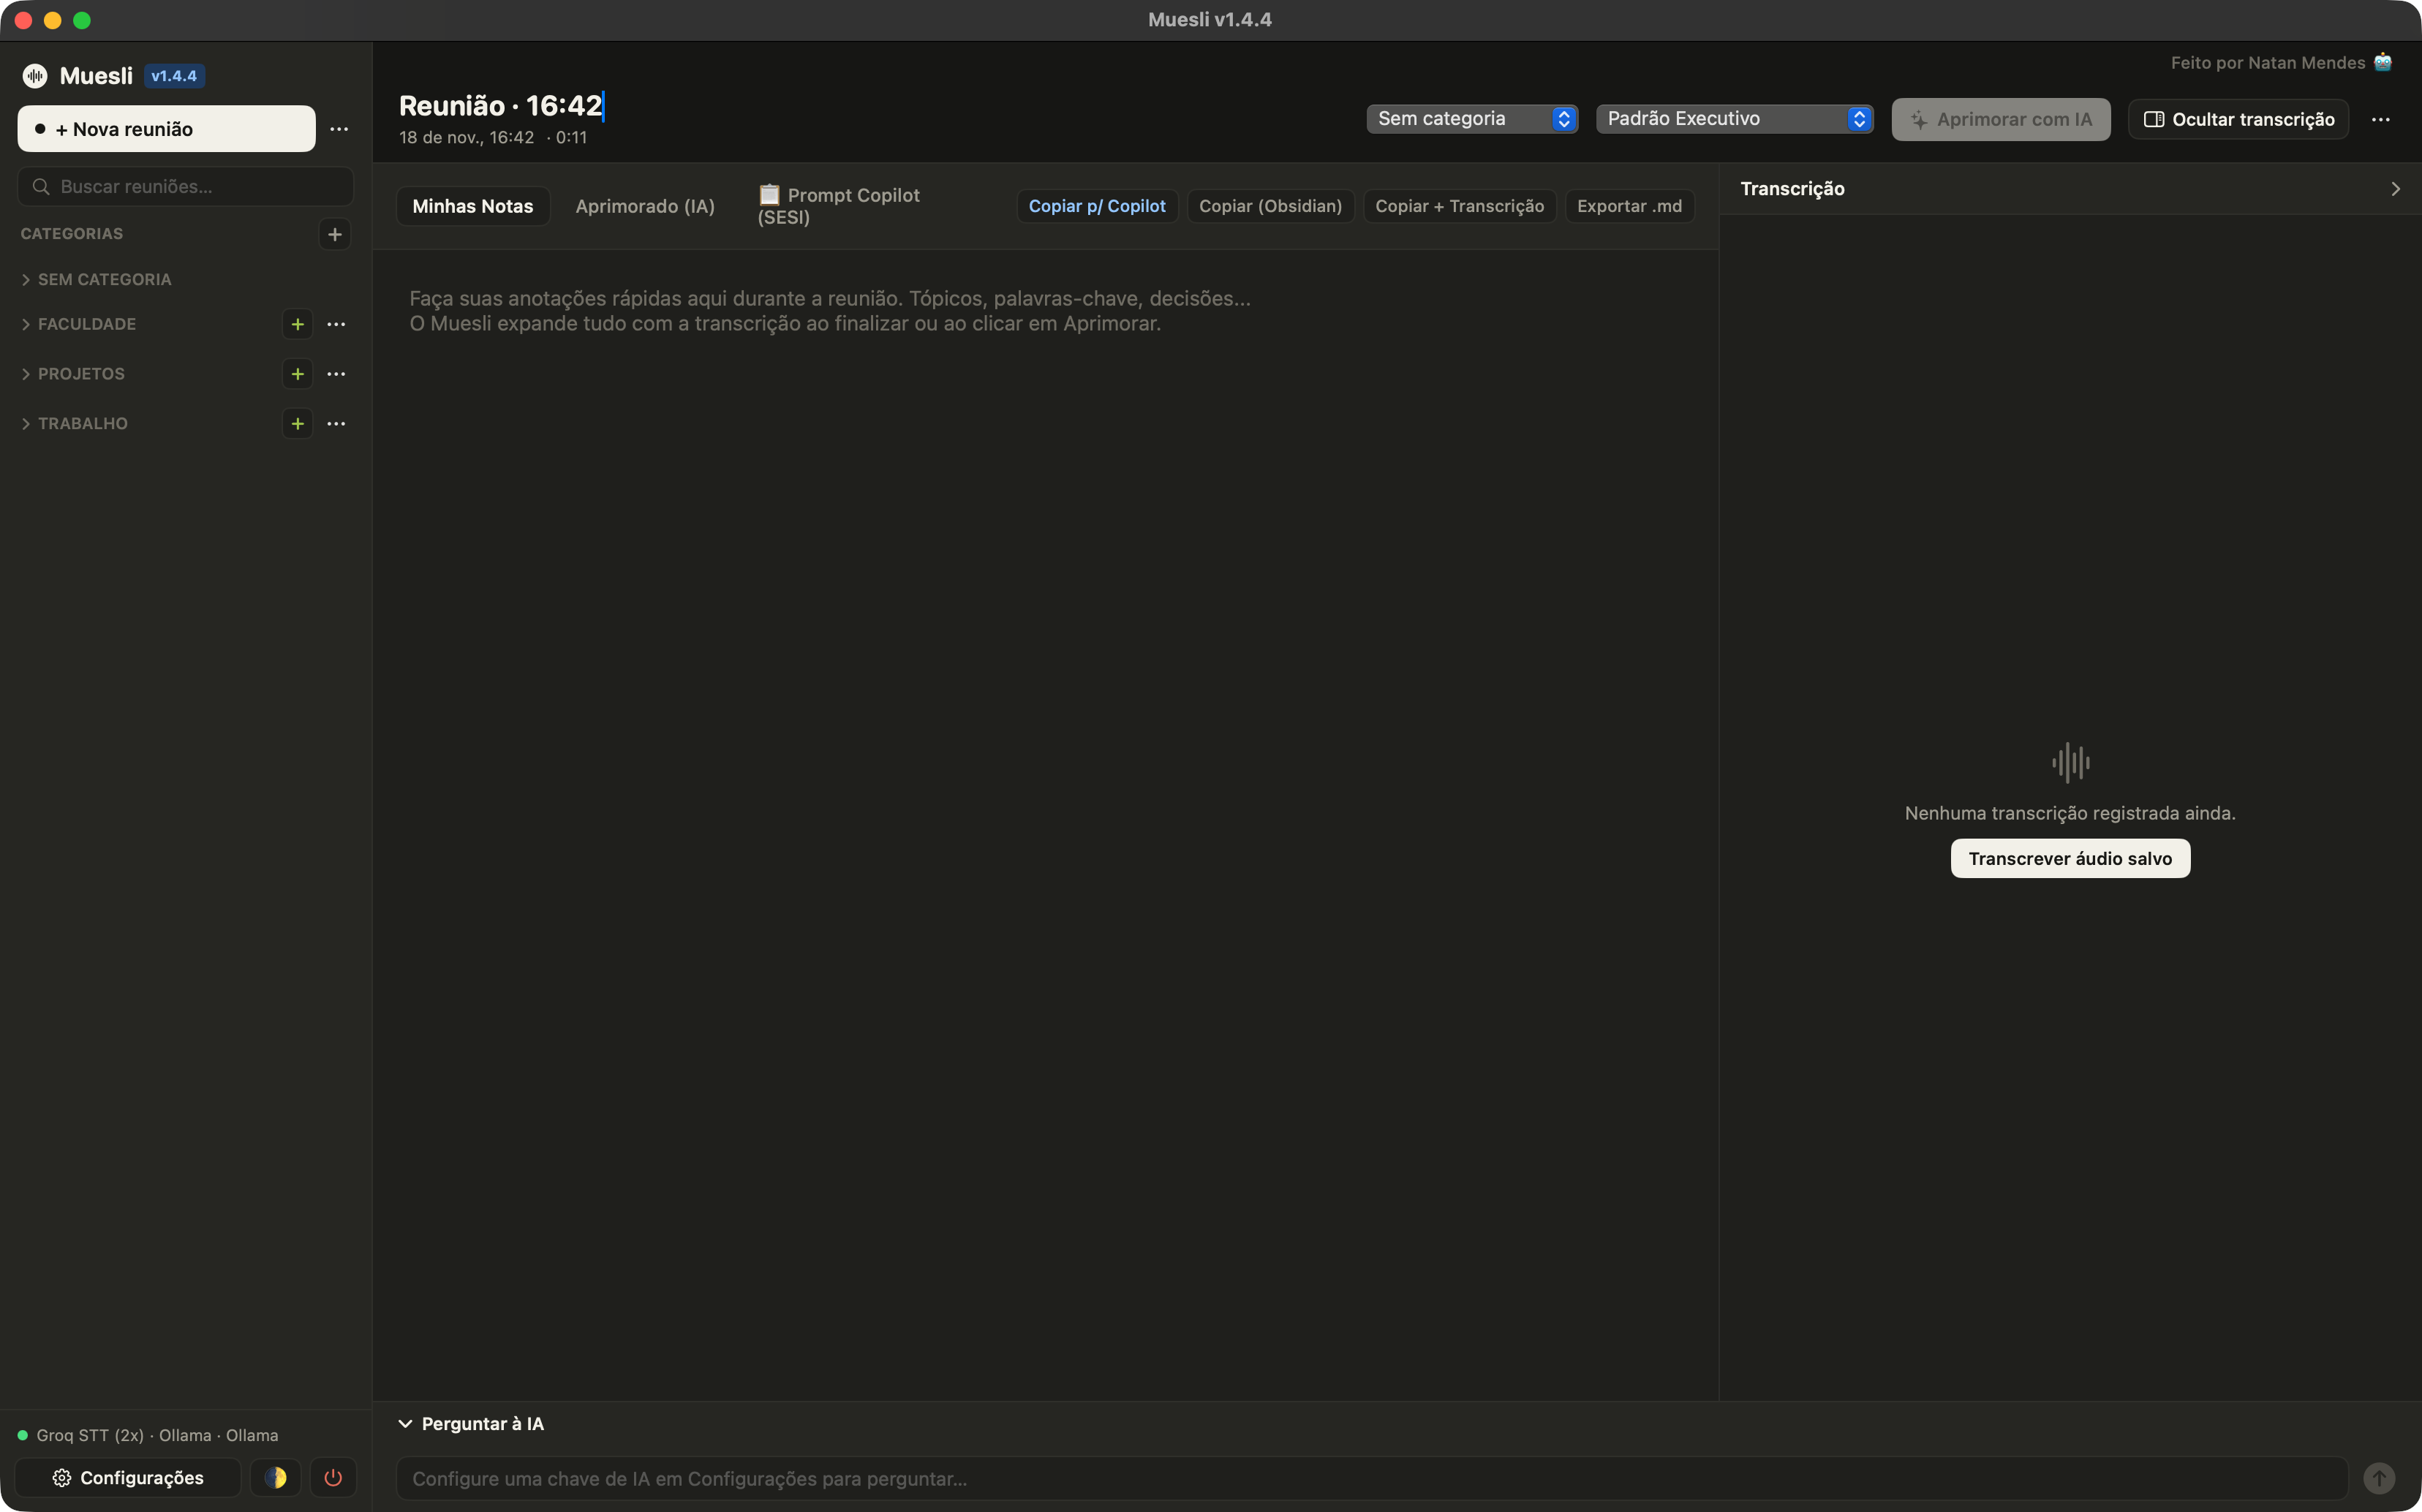 Muesli v1.4.4
Muesli v1.4.4
+ Nova reunião
Buscar reuniões...
CATEGORIAS
SEM CATEGORIA
FACULDADE
PROJETOS
TRABALHO
Groq STT (2x) · Ollama · Ollama
Configurações
Feito por Natan Mendes
Reunião · 16:42
18 de nov., 16:42 · 0:11
Sem categoria
Padrão Executivo
Aprimorar com IA
Ocultar transcrição
Minhas Notas
Aprimorado (IA)
Prompt Copilot
(SESI)
Copiar p/ Copilot
Copiar (Obsidian)
Copiar + Transcrição
Exportar .md
Faça suas anotações rápidas aqui durante a reunião. Tópicos, palavras-chave, decisões...
O Muesli expande tudo com a transcrição ao finalizar ou ao clicar em Aprimorar.
Transcrição
Nenhuma transcrição registrada ainda.
Transcrever áudio salvo
Perguntar à IA
Configure uma chave de IA em Configurações para perguntar...